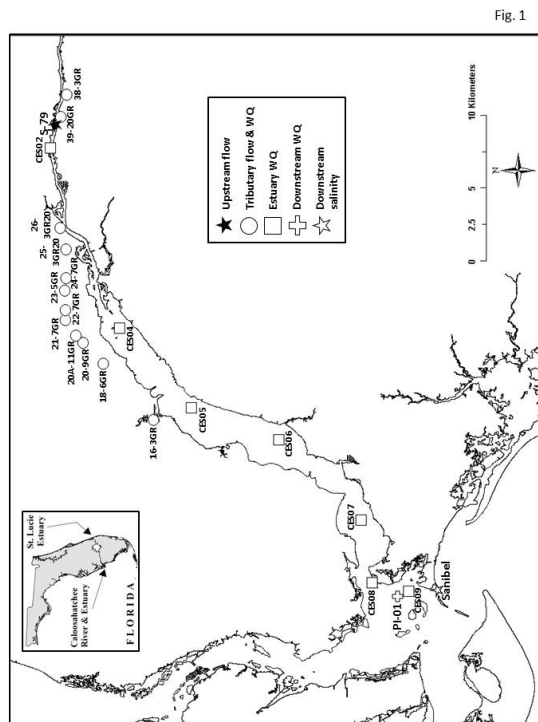 Fig. 1
38-3GR
39-20GR
S-79
CES02
26-
3GR20
25-
3GR20
24-7GR
23-5GR
22-7GR
21-7GR
20A-11GR
20-9GR
18-6GR
16-3GR
CES04
CES05
CES06
CES07
CES08
CES09
PI-01
Sanibel
Upstream flow
Tributary flow & WQ
Estuary WQ
Downstream WQ
Downstream
salinity
0 2.5 5 10 Kilometers
N
St. Lucie
Estuary
Caloosahatchee
River & Estuary
FLORIDA